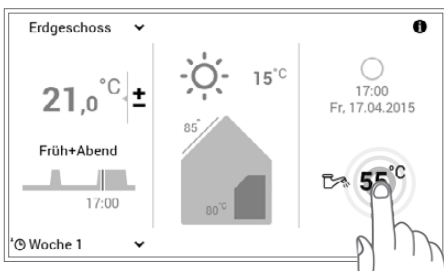 Erdgeschoss
21,0 °C ±
Früh+Abend
17:00
Woche 1
15°C
85°
80 °C
17:00
Fr, 17.04.2015
55°C